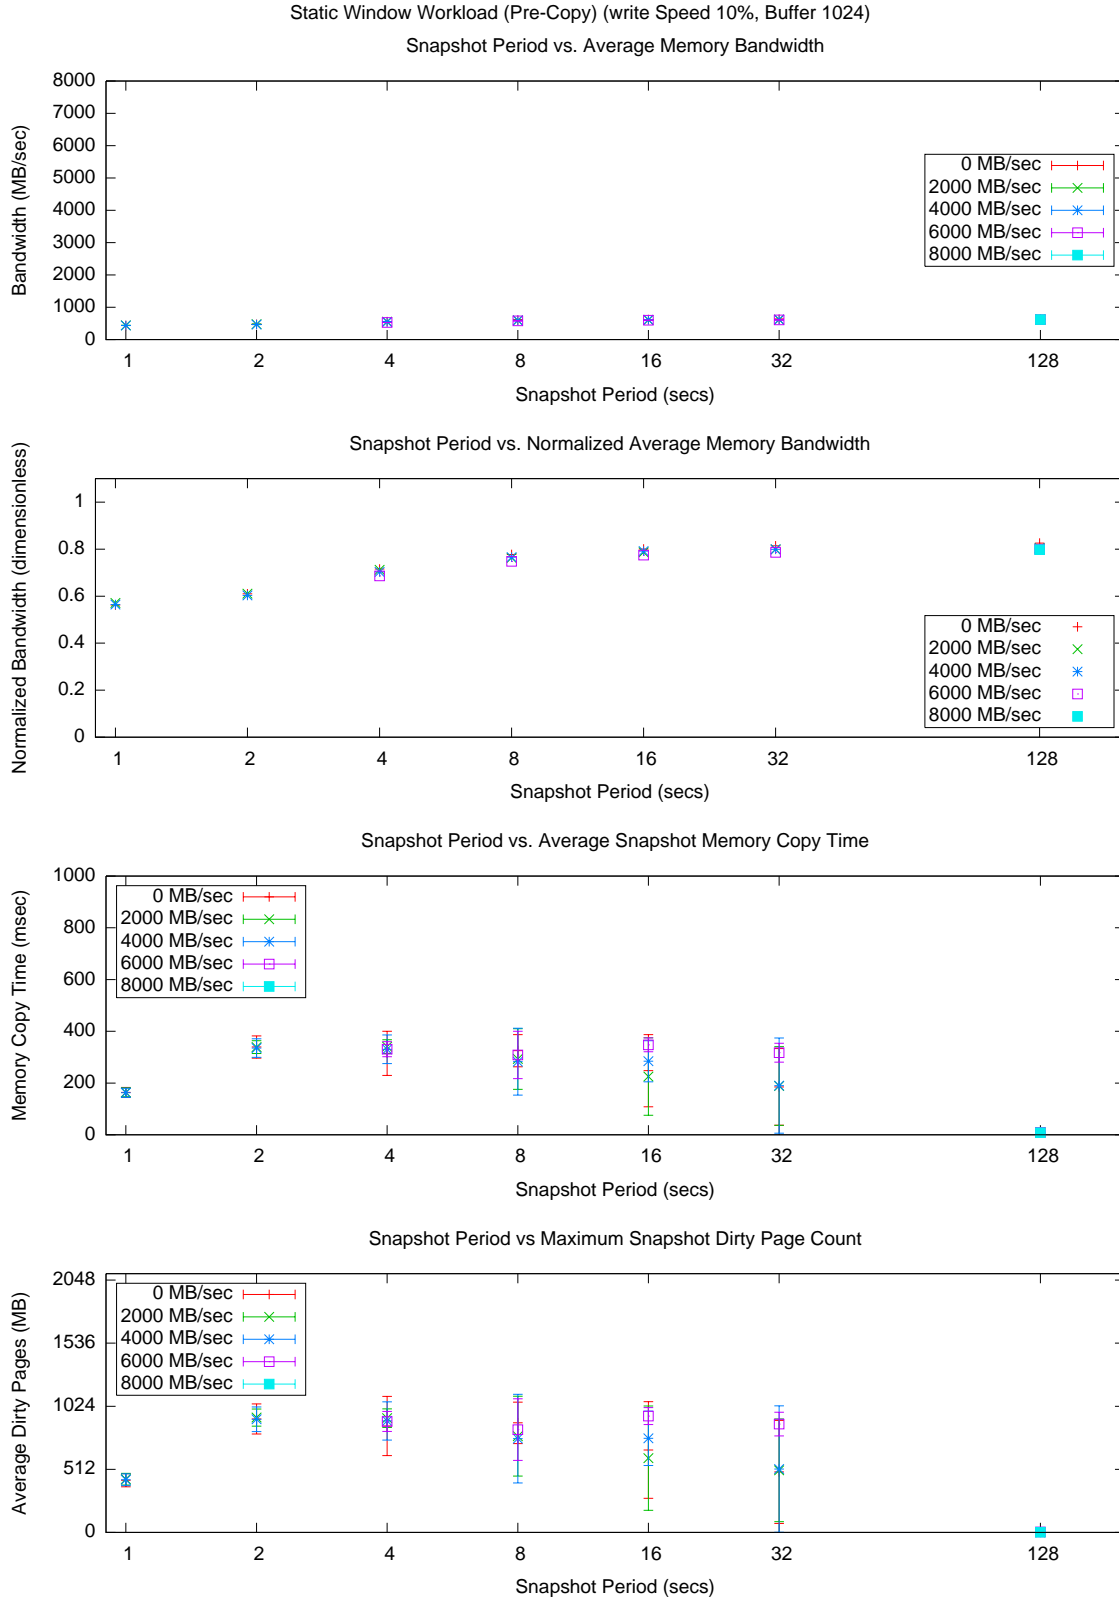 Static Window Workload (Pre-Copy) (write Speed 10%, Buffer 1024)
Snapshot Period vs. Average Memory Bandwidth
Bandwidth (MB/sec)
8000
7000
6000
5000
4000
3000
2000
1000
0
0 MB/sec
2000 MB/sec
4000 MB/sec
6000 MB/sec
8000 MB/sec
1 2 4 8 16 32 128
Snapshot Period (secs)
Snapshot Period vs. Normalized Average Memory Bandwidth
Normalized Bandwidth (dimensionless)
1
0.8
0.6
0.4
0.2
0
0 MB/sec
2000 MB/sec
4000 MB/sec
6000 MB/sec
8000 MB/sec
1 2 4 8 16 32 128
Snapshot Period (secs)
Snapshot Period vs. Average Snapshot Memory Copy Time
Memory Copy Time (msec)
1000
800
600
400
200
0
0 MB/sec
2000 MB/sec
4000 MB/sec
6000 MB/sec
8000 MB/sec
1 2 4 8 16 32 128
Snapshot Period (secs)
Snapshot Period vs Maximum Snapshot Dirty Page Count
Average Dirty Pages (MB)
2048
1536
1024
512
0
0 MB/sec
2000 MB/sec
4000 MB/sec
6000 MB/sec
8000 MB/sec
1 2 4 8 16 32 128
Snapshot Period (secs)